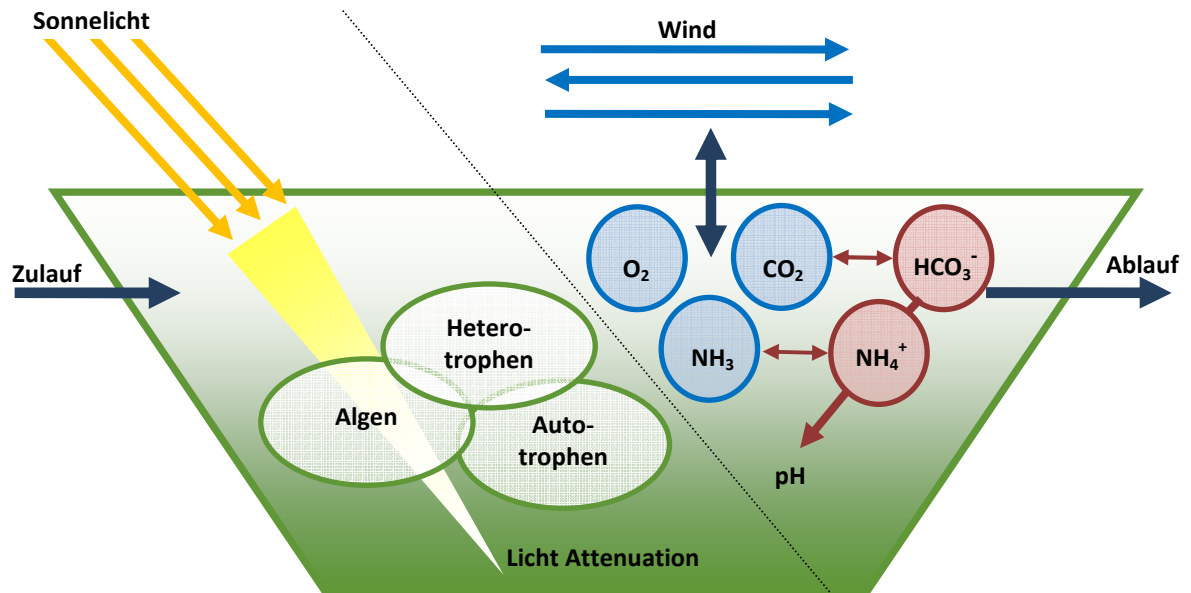 Sonnelicht
Wind
Zulauf
O₂
CO₂
HCO₃⁻
Ablauf
Hetero-
trophen
NH₃
NH₄⁺
Algen
Auto-
trophen
pH
Licht Attenuation